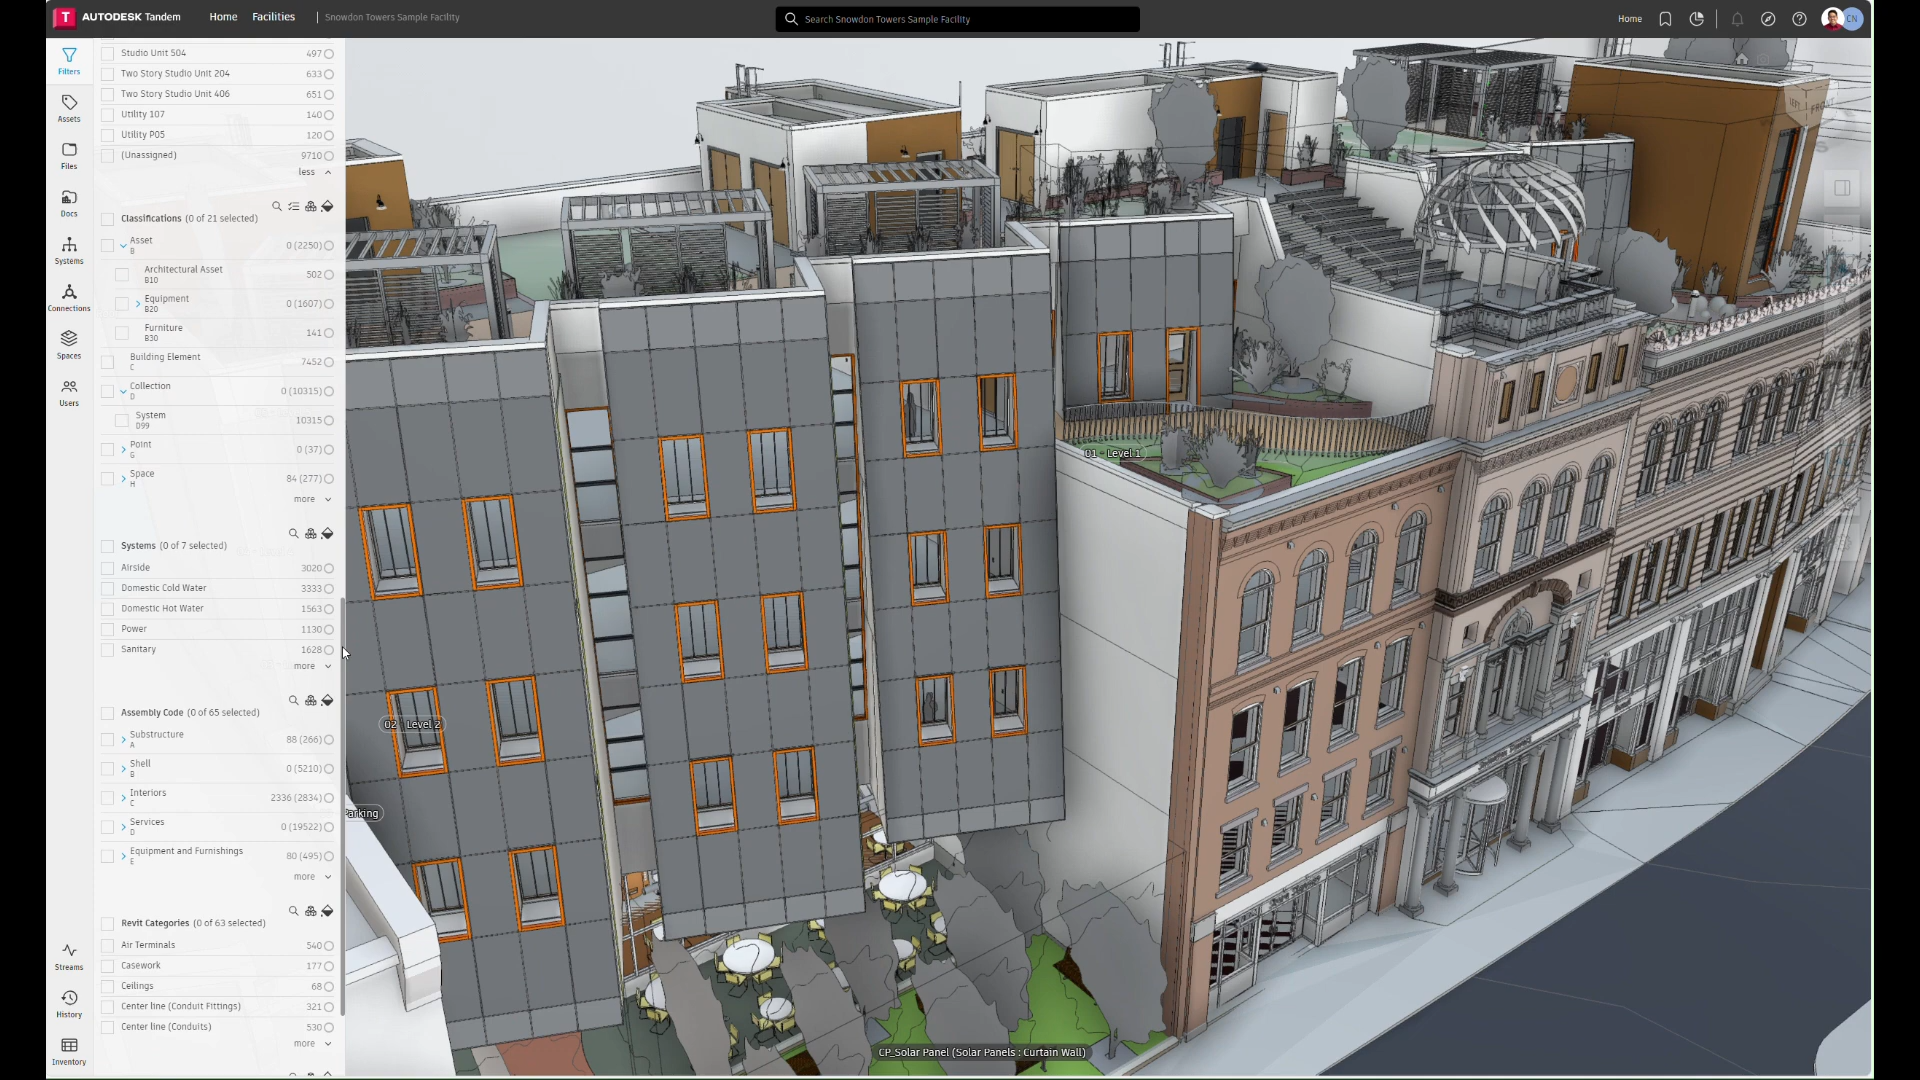 T AUTODESK Tandem Home Facilities Snowdon Towers Sample Facility
Search Snowdon Towers Sample Facility
Home
CN
Filters
Assets
Files
Docs
Systems
Connections
Spaces
Users
Streams
History
Inventory
Studio Unit 504 497
Two Story Studio Unit 204 633
Two Story Studio Unit 406 651
Utility 107 140
Utility P05 120
(Unassigned) 9710
less
Classifications (0 of 21 selected)
Asset 0 (2250)
B
Architectural Asset 502
B10
Equipment 0 (1607)
B20
Furniture 141
B30
Building Element 7452
C
Collection 0 (10315)
D
System 10315
D99
Point 0 (37)
G
Space 84 (277)
H
more
Systems (0 of 7 selected)
Airside 3020
Domestic Cold Water 3333
Domestic Hot Water 1563
Power 1130
Sanitary 1628
more
Assembly Code (0 of 65 selected)
Substructure 88 (266)
A
Shell 0 (5210)
B
Interiors 2336 (2834)
C
Services 0 (19522)
D
Equipment and Furnishings 80 (495)
E
more
Revit Categories (0 of 63 selected)
Air Terminals 540
Casework 177
Ceilings 68
Center line (Conduit Fittings) 321
Center line (Conduits) 530
more
01 - Level 1
02 - Level 2
arking
CP_Solar Panel (Solar Panels : Curtain Wall)
LEFT
FRONT
S